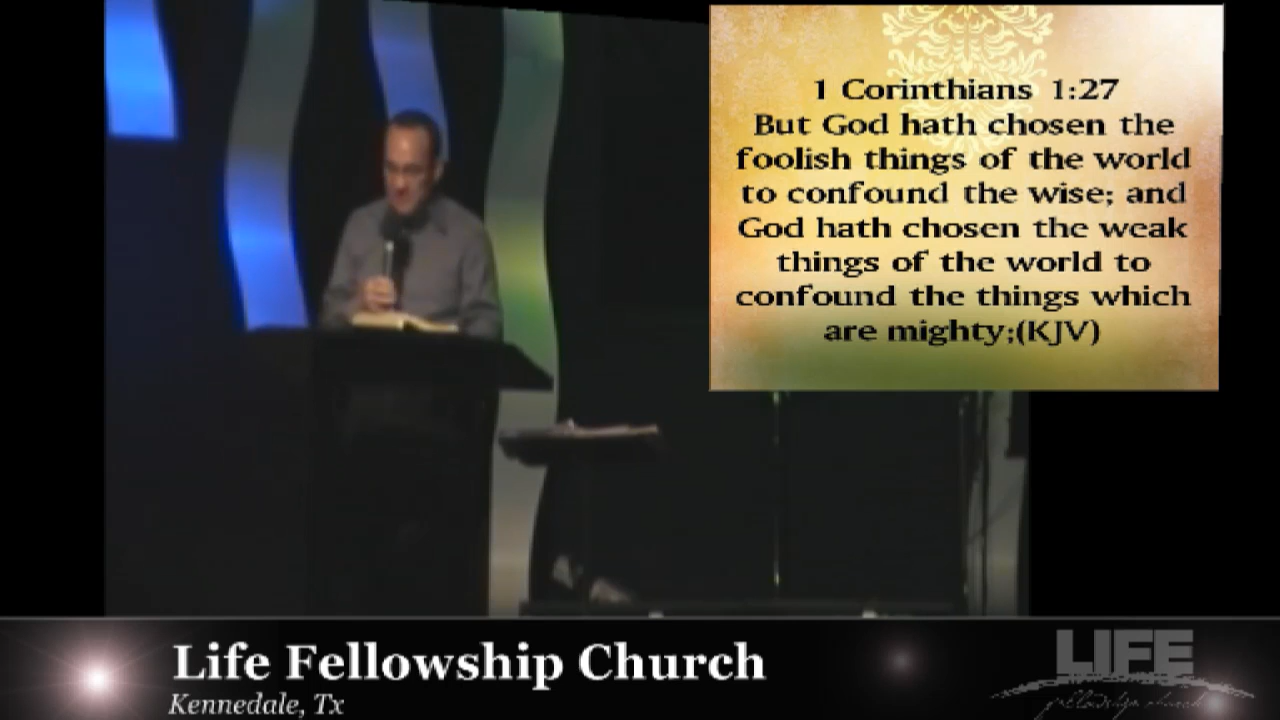 1 Corinthians 1:27
But God hath chosen the
foolish things of the world
to confound the wise; and
God hath chosen the weak
things of the world to
confound the things which
are mighty;(KJV)
Life Fellowship Church
Kennedale, Tx
LIFE
fellowship church